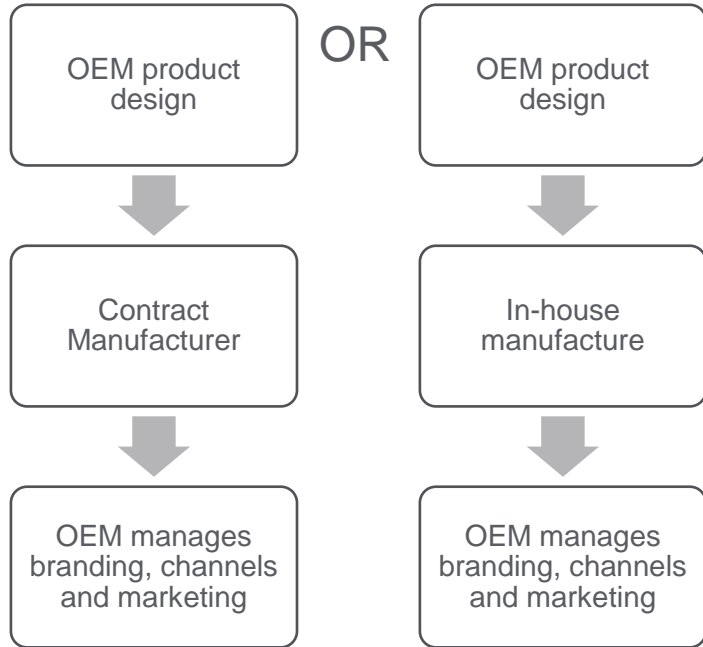 OEM product
design
OR
OEM product
design
Contract
Manufacturer
In-house
manufacture
OEM manages
branding, channels
and marketing
OEM manages
branding, channels
and marketing